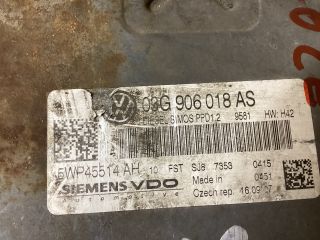 03G 906 018 AS
DIESEL SIMOS PPD1.2 9581 HW: H42
5WP45514 AH 10 FST SJ8 7353 0415
Made in 0451
SIEMENS VDO
Automotive
Czech rep. 16.09.07